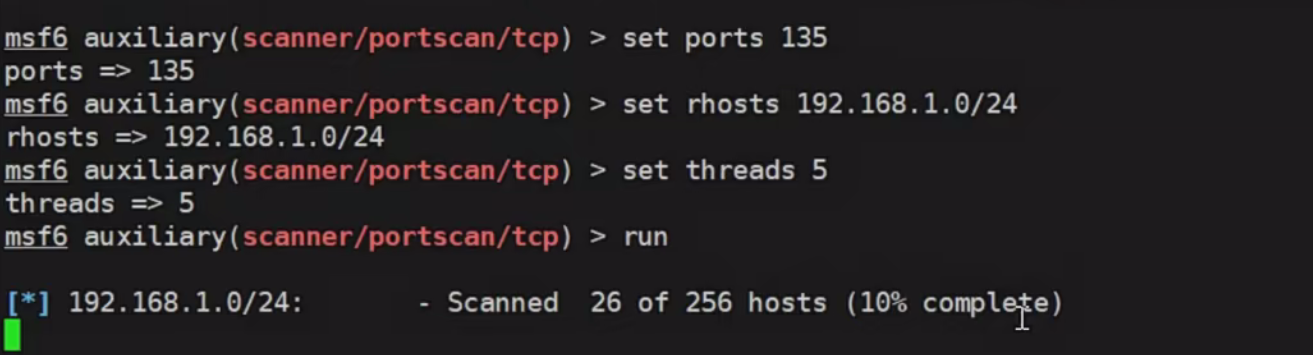 msf6 auxiliary(scanner/portscan/tcp) > set ports 135
ports => 135
msf6 auxiliary(scanner/portscan/tcp) > set rhosts 192.168.1.0/24
rhosts => 192.168.1.0/24
msf6 auxiliary(scanner/portscan/tcp) > set threads 5
threads => 5
msf6 auxiliary(scanner/portscan/tcp) > run
[*] 192.168.1.0/24:       - Scanned  26 of 256 hosts (10% complete)